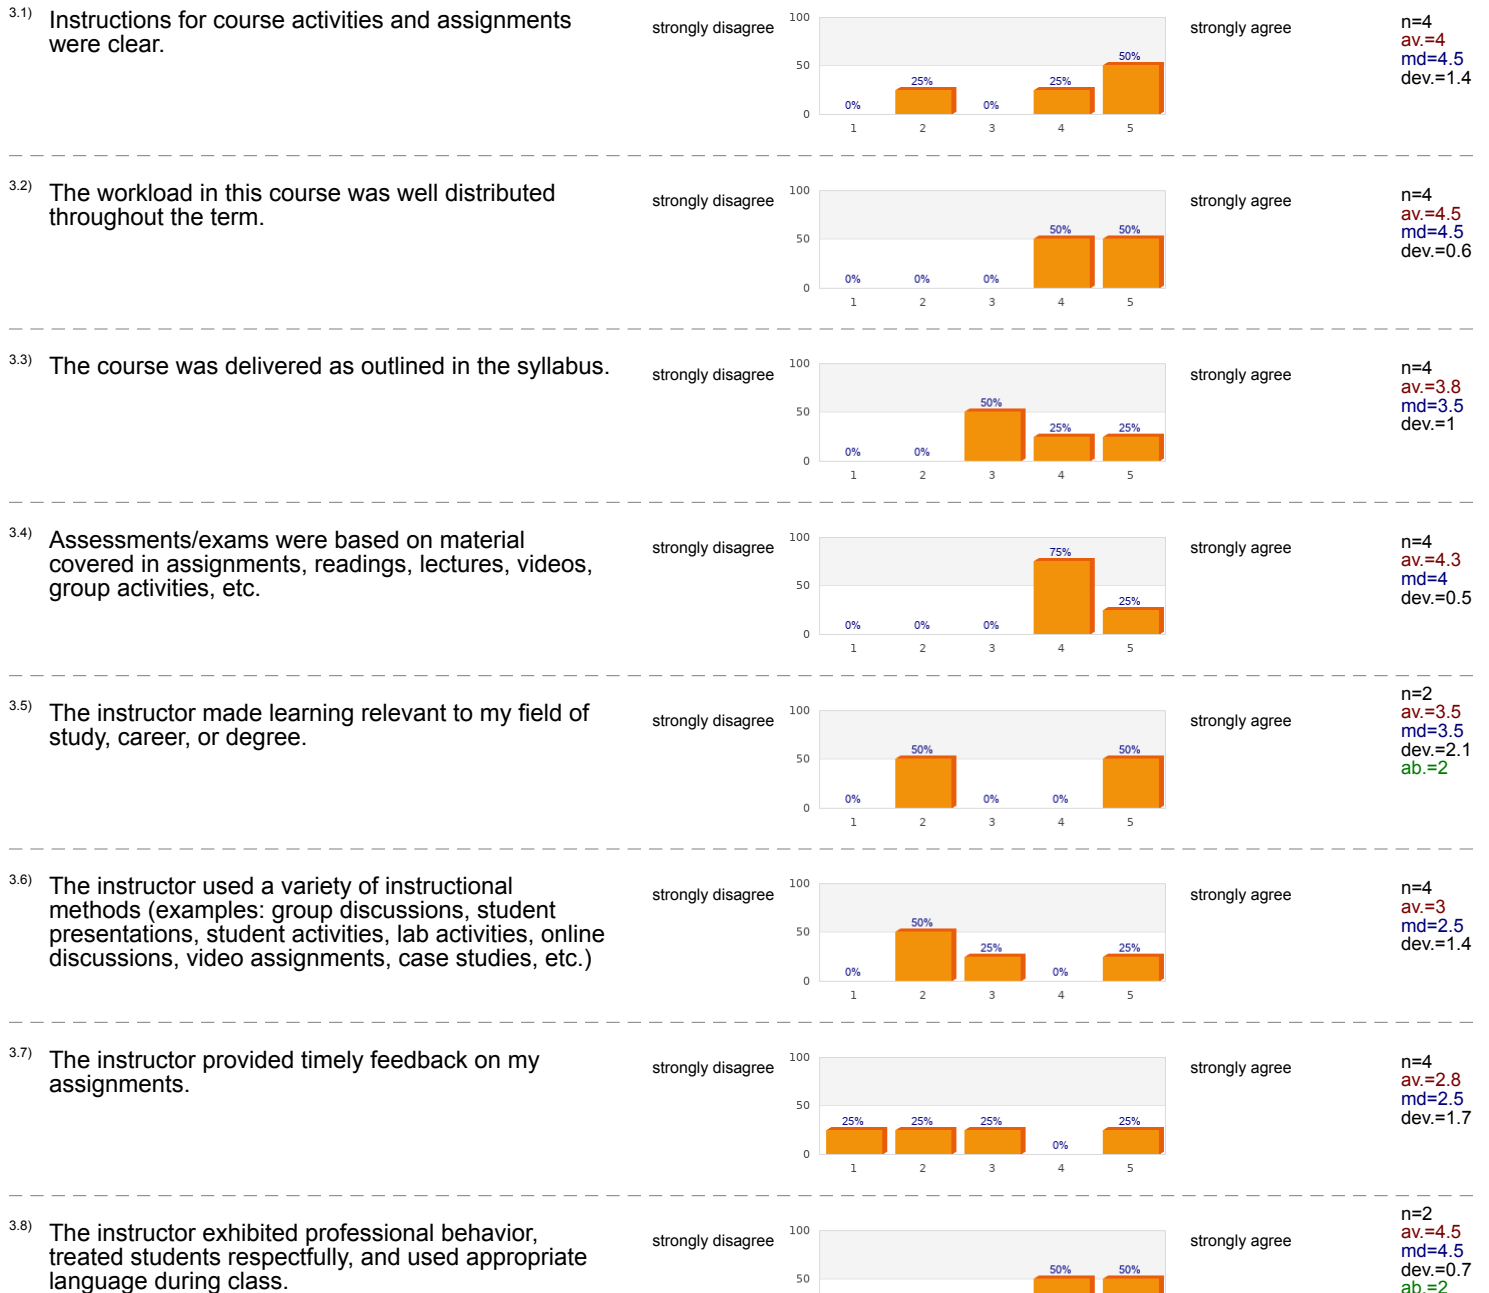 3.1) Instructions for course activities and assignments
were clear.
strongly disagree
100
50
0
0%
25%
0%
25%
50%
1 2 3 4 5
strongly agree
n=4
av.=4
md=4.5
dev.=1.4
3.2) The workload in this course was well distributed
throughout the term.
strongly disagree
100
50
0
0%
0%
0%
50%
50%
1 2 3 4 5
strongly agree
n=4
av.=4.5
md=4.5
dev.=0.6
3.3) The course was delivered as outlined in the syllabus.
strongly disagree
100
50
0
0%
0%
50%
25%
25%
1 2 3 4 5
strongly agree
n=4
av.=3.8
md=3.5
dev.=1
3.4) Assessments/exams were based on material
covered in assignments, readings, lectures, videos,
group activities, etc.
strongly disagree
100
50
0
0%
0%
0%
75%
25%
1 2 3 4 5
strongly agree
n=4
av.=4.3
md=4
dev.=0.5
3.5) The instructor made learning relevant to my field of
study, career, or degree.
strongly disagree
100
50
0
0%
50%
0%
0%
50%
1 2 3 4 5
strongly agree
n=2
av.=3.5
md=3.5
dev.=2.1
ab.=2
3.6) The instructor used a variety of instructional
methods (examples: group discussions, student
presentations, student activities, lab activities, online
discussions, video assignments, case studies, etc.)
strongly disagree
100
50
0
0%
50%
25%
0%
25%
1 2 3 4 5
strongly agree
n=4
av.=3
md=2.5
dev.=1.4
3.7) The instructor provided timely feedback on my
assignments.
strongly disagree
100
50
0
25%
25%
25%
0%
25%
1 2 3 4 5
strongly agree
n=4
av.=2.8
md=2.5
dev.=1.7
3.8) The instructor exhibited professional behavior,
treated students respectfully, and used appropriate
language during class.
strongly disagree
100
50
50%
50%
strongly agree
n=2
av.=4.5
md=4.5
dev.=0.7
ab.=2